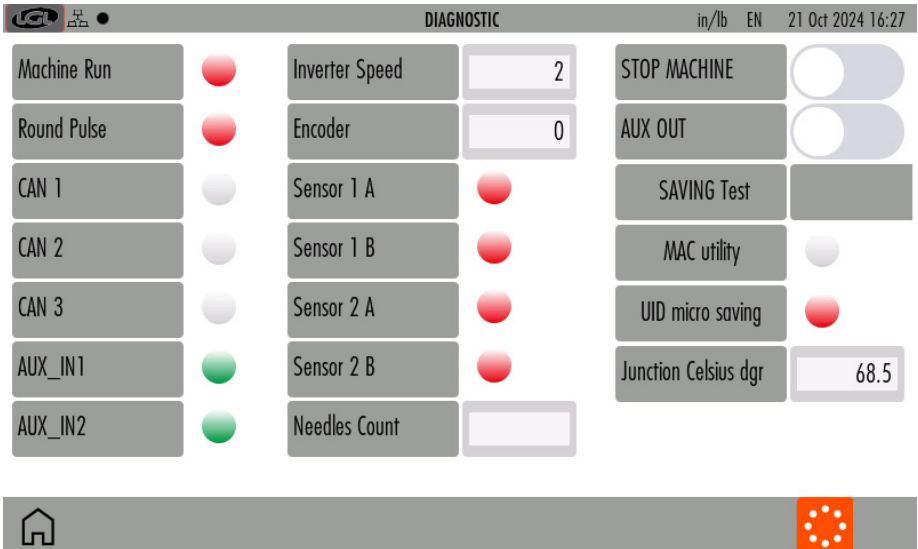 LGL DIAGNOSTIC in/lb EN 21 Oct 2024 16:27
Machine Run
Round Pulse
CAN 1
CAN 2
CAN 3
AUX_IN1
AUX_IN2
Inverter Speed 2
Encoder 0
Sensor 1 A
Sensor 1 B
Sensor 2 A
Sensor 2 B
Needles Count
STOP MACHINE
AUX OUT
SAVING Test
MAC utility
UID micro saving
Junction Celsius dgr 68.5